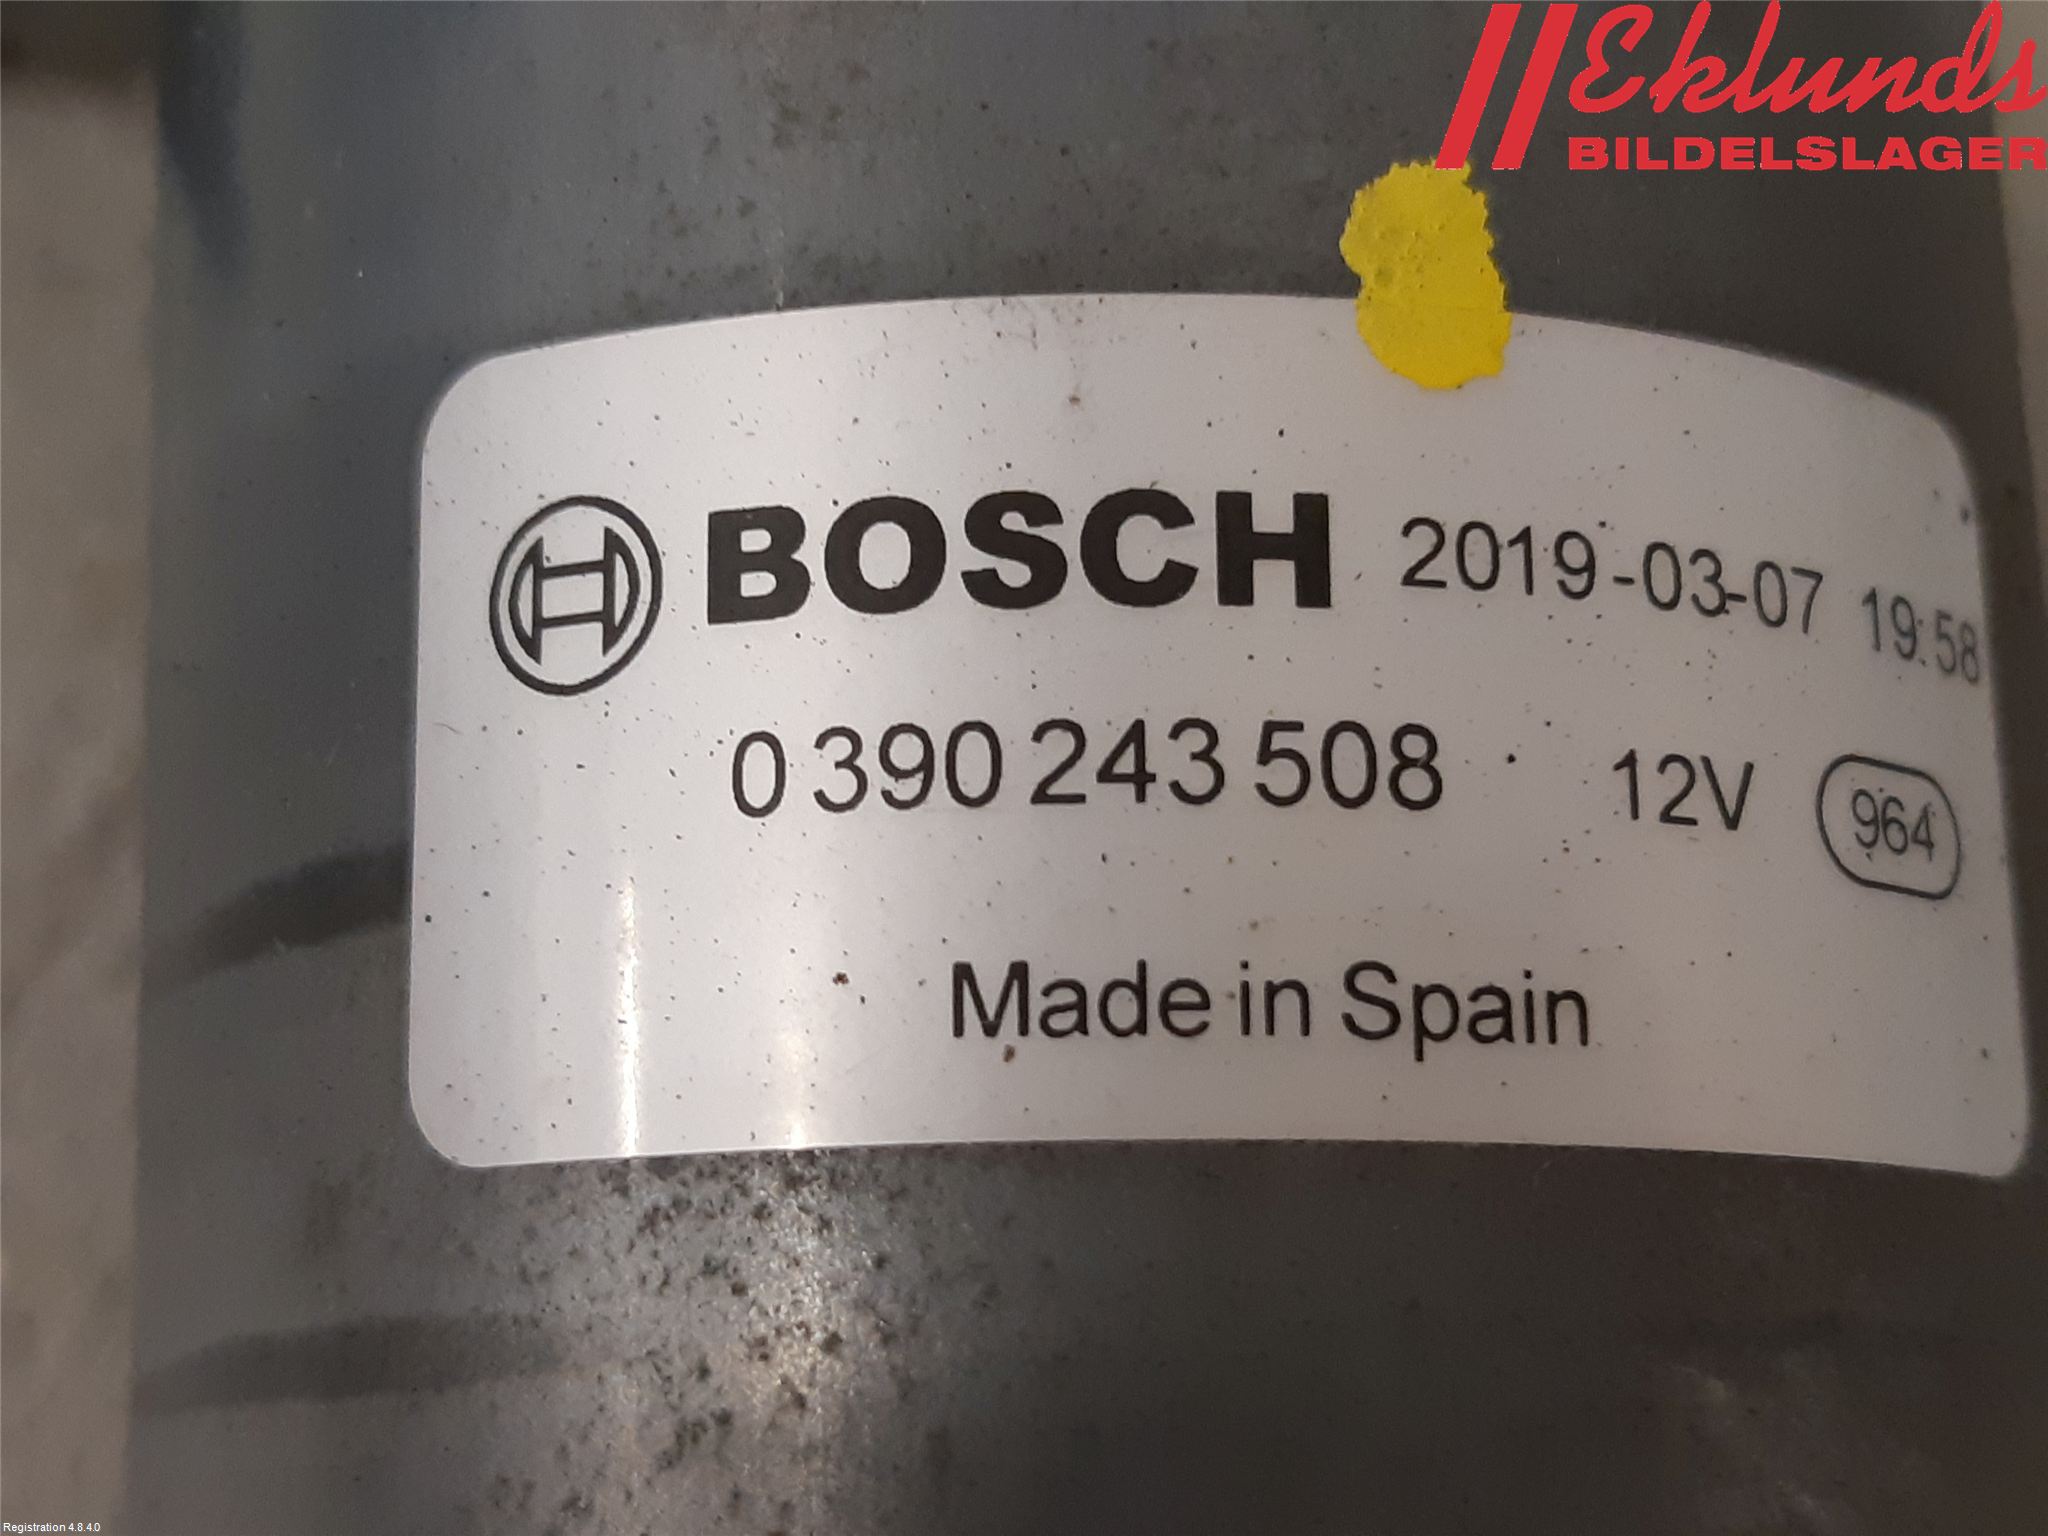 Eklunds
BILDELSLAGER
BOSCH 2019-03-07 19:58
0 390 243 508 12V 964
Made in Spain
Registration 4.8.4.0